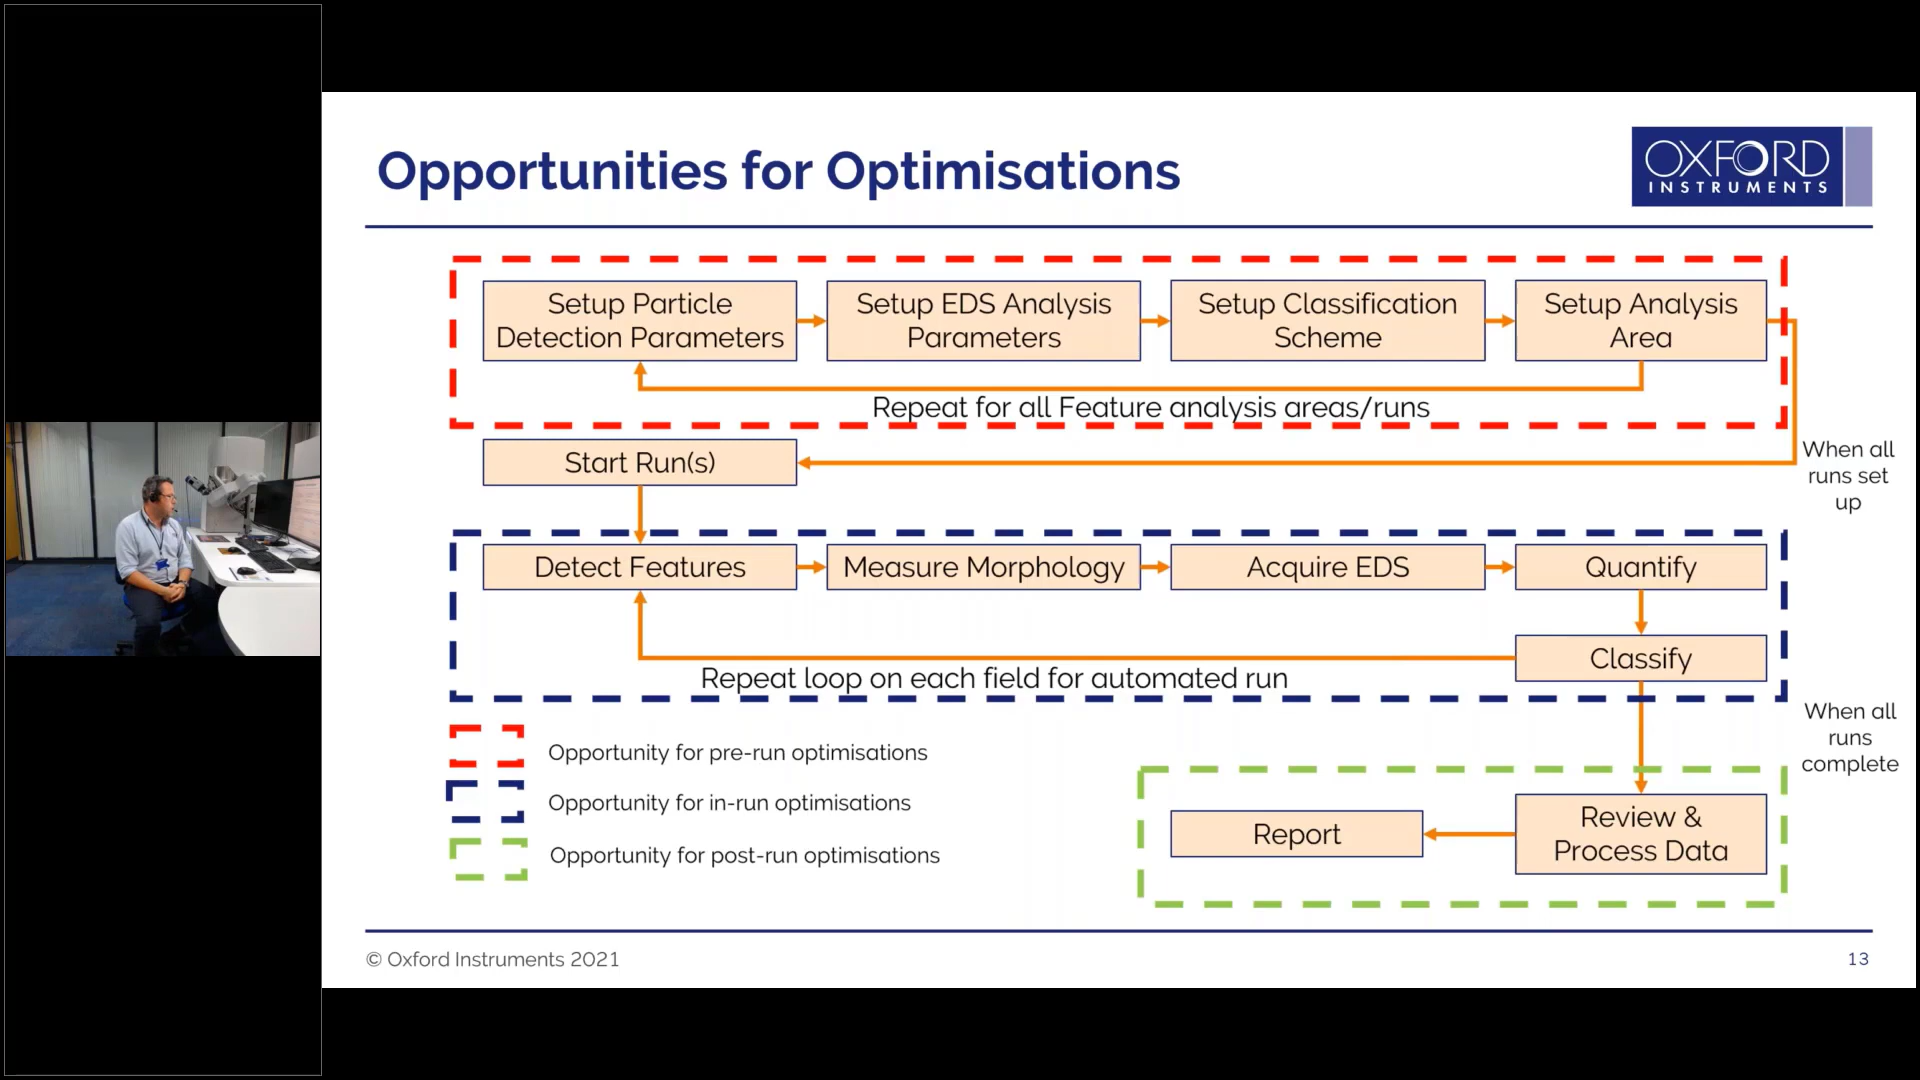 Opportunities for Optimisations
OXFORD
INSTRUMENTS
Setup Particle
Detection Parameters
Setup EDS Analysis
Parameters
Setup Classification
Scheme
Setup Analysis
Area
Repeat for all Feature analysis areas/runs
Start Run(s)
When all
runs set
up
Detect Features
Measure Morphology
Acquire EDS
Quantify
Classify
Repeat loop on each field for automated run
When all
runs
complete
Opportunity for pre-run optimisations
Opportunity for in-run optimisations
Opportunity for post-run optimisations
Report
Review &
Process Data
© Oxford Instruments 2021
13